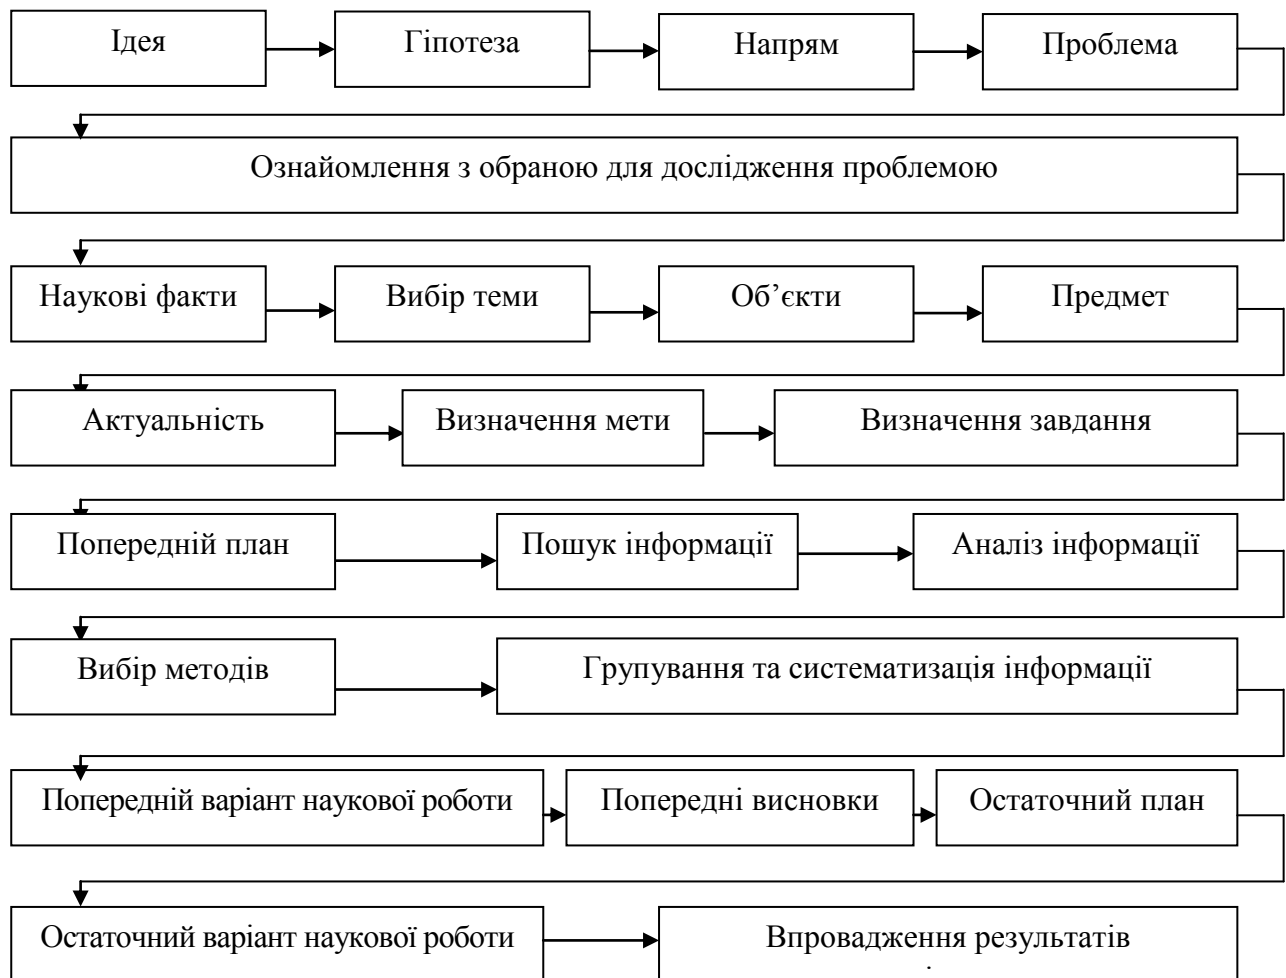 Ідея
Гіпотеза
Напрям
Проблема
Ознайомлення з обраною для дослідження проблемою
Наукові факти
Вибір теми
Об’єкти
Предмет
Актуальність
Визначення мети
Визначення завдання
Попередній план
Пошук інформації
Аналіз інформації
Вибір методів
Групування та систематизація інформації
Попередній варіант наукової роботи
Попередні висновки
Остаточний план
Остаточний варіант наукової роботи
Впровадження результатів